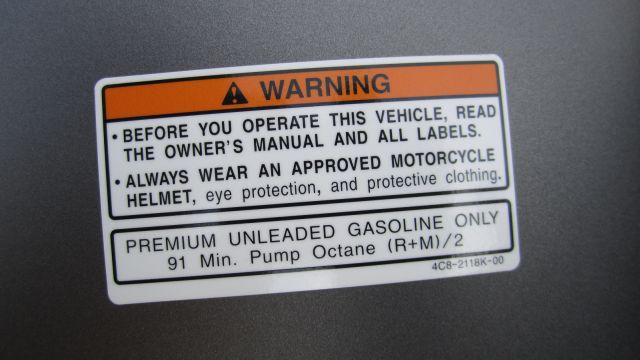 WARNING
• BEFORE YOU OPERATE THIS VEHICLE, READ
THE OWNER'S MANUAL AND ALL LABELS.
• ALWAYS WEAR AN APPROVED MOTORCYCLE
HELMET, eye protection, and protective clothing.
PREMIUM UNLEADED GASOLINE ONLY
91 Min. Pump Octane (R+M)/2
4C8-2118K-00